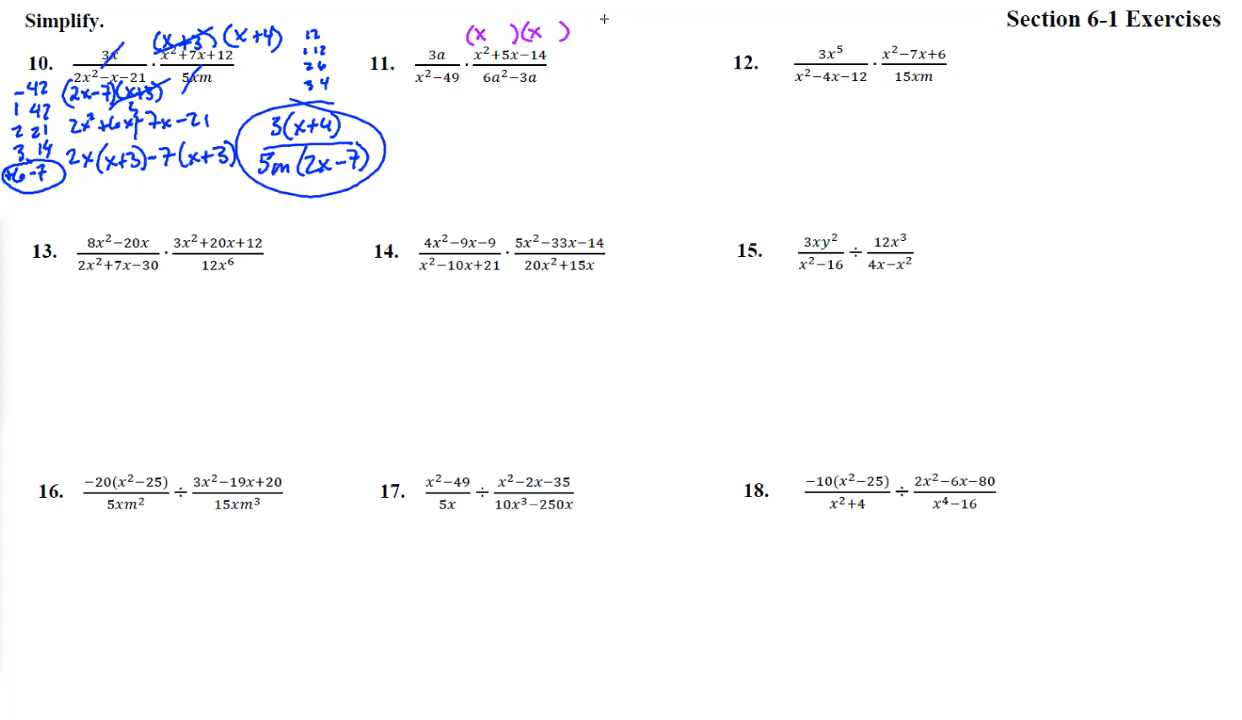 Simplify.
Section 6-1 Exercises
10. 3x/(2x²−x−21) · (x²+7x+12)/(5xm)
(x+3)(x+4)
(2x-7)(x+3)
-42
1 42
2 21
3 14
+6 -7
2x²+6x-7x-21
2x(x+3)-7(x+3)
12
1 12
2 6
3 4
3(x+4)
5m(2x-7)
11. 3a/(x²−49) · (x²+5x−14)/(6a²−3a)
(x )(x )
12. 3x⁵/(x²−4x−12) · (x²−7x+6)/(15xm)
13. (8x²−20x)/(2x²+7x−30) · (3x²+20x+12)/(12x⁶)
14. (4x²−9x−9)/(x²−10x+21) · (5x²−33x−14)/(20x²+15x)
15. 3xy²/(x²−16) ÷ 12x³/(4x−x²)
16. −20(x²−25)/(5xm²) ÷ (3x²−19x+20)/(15xm³)
17. (x²−49)/(5x) ÷ (x²−2x−35)/(10x³−250x)
18. −10(x²−25)/(x²+4) ÷ (2x²−6x−80)/(x⁴−16)